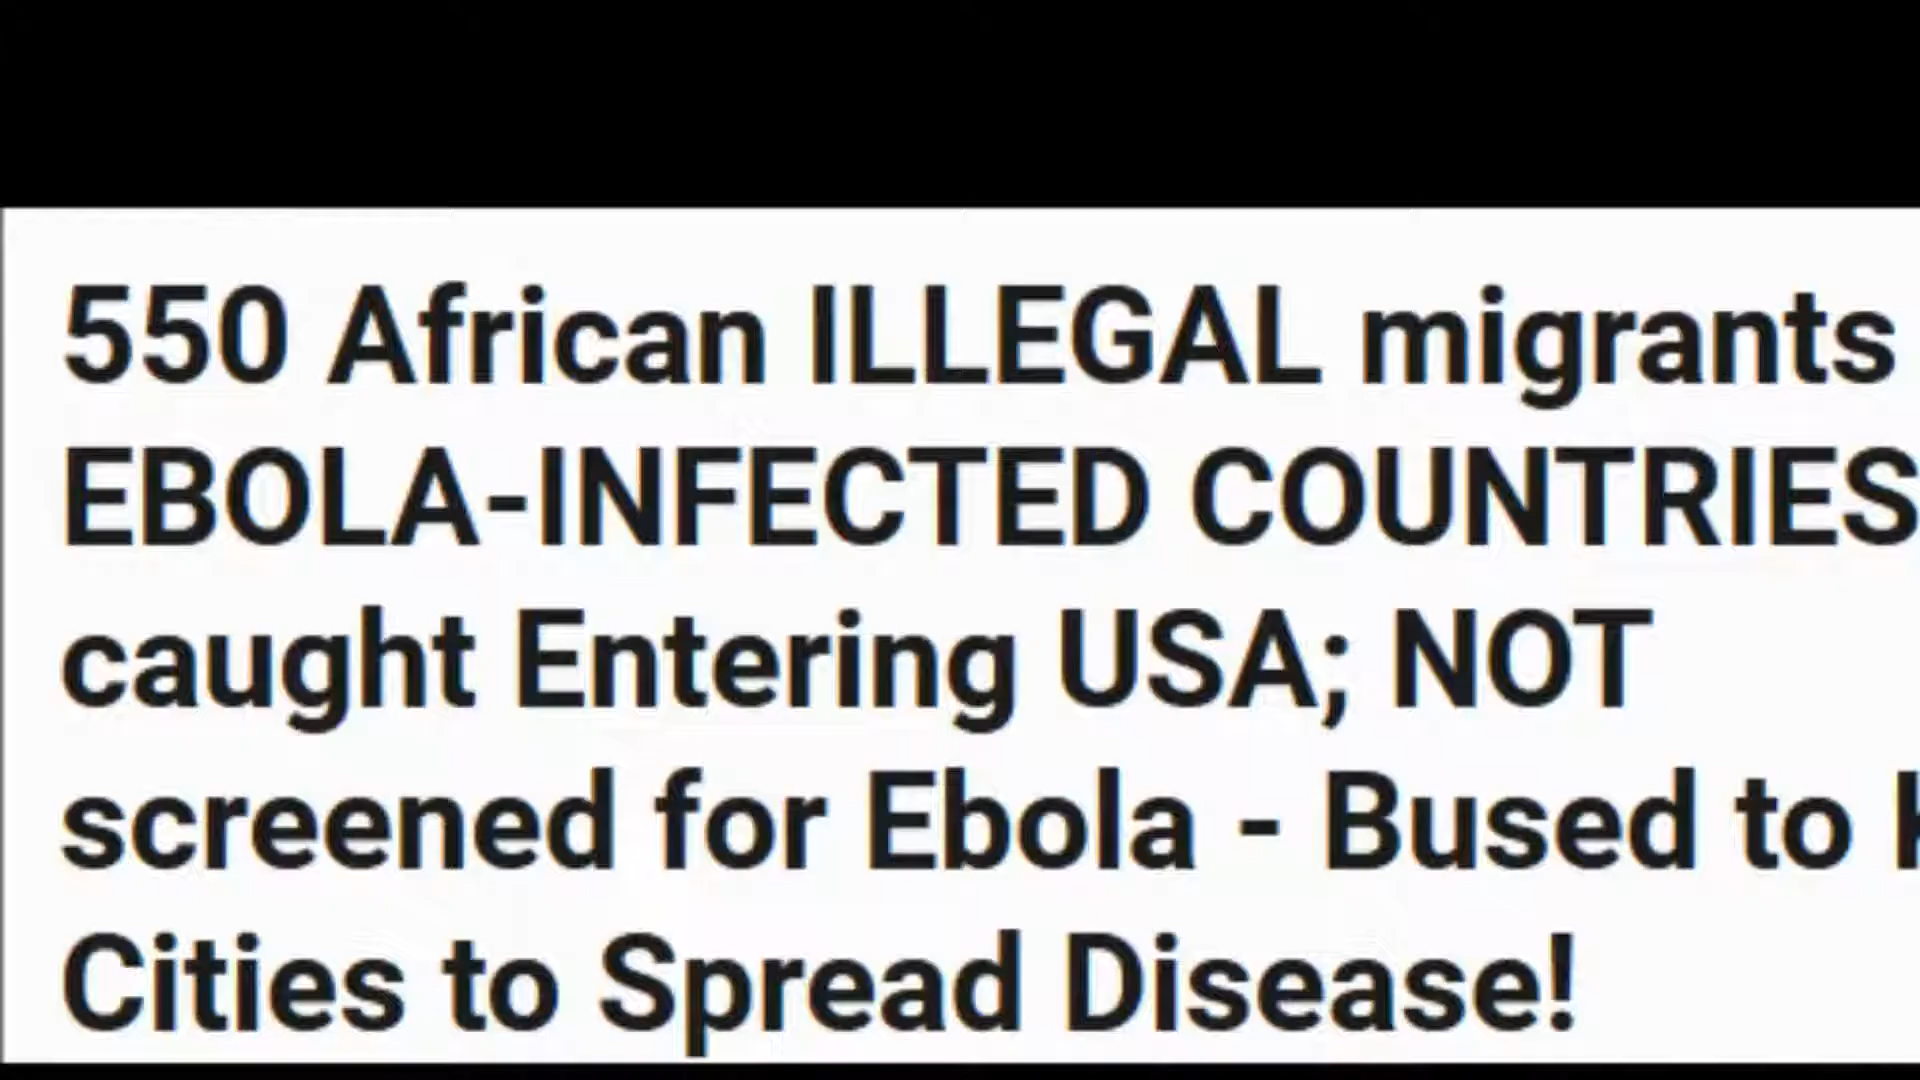 550 African ILLEGAL migrants
EBOLA-INFECTED COUNTRIES
caught Entering USA; NOT
screened for Ebola - Bused to
Cities to Spread Disease!